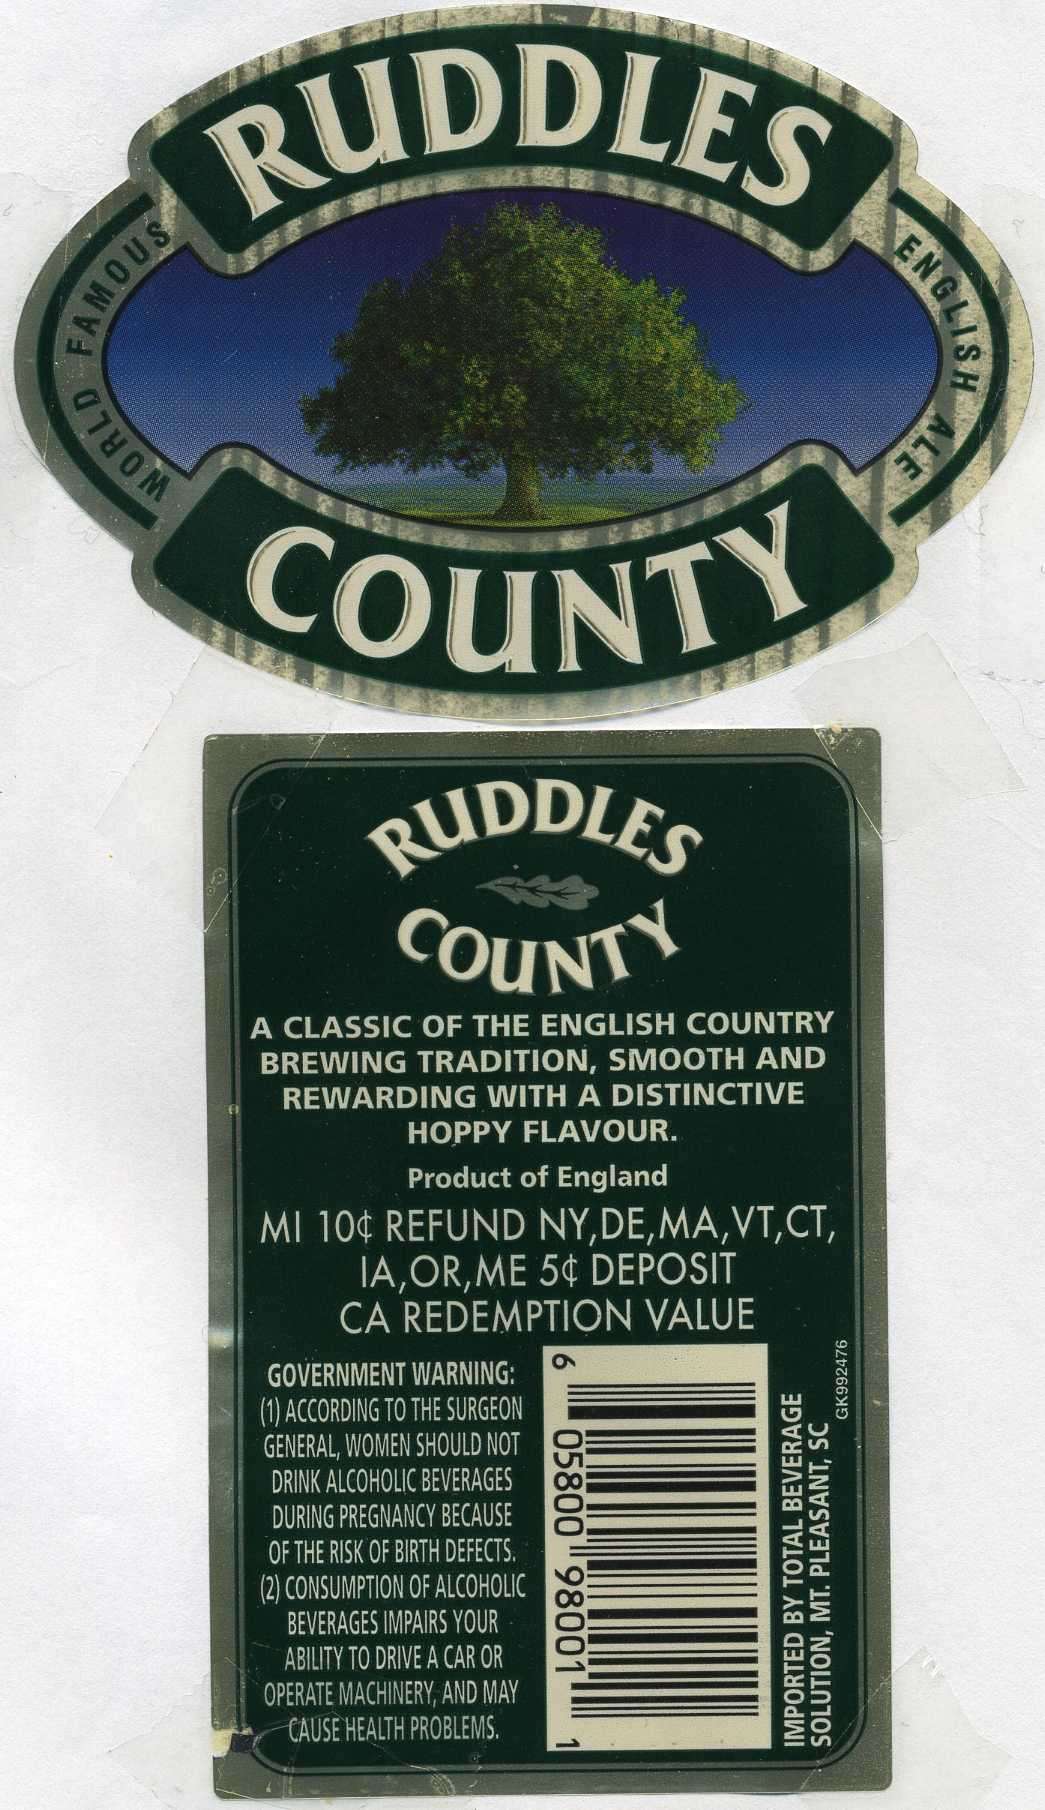 RUDDLES
WORLD FAMOUS
ENGLISH ALE
COUNTY
RUDDLES
COUNTY
A CLASSIC OF THE ENGLISH COUNTRY
BREWING TRADITION, SMOOTH AND
REWARDING WITH A DISTINCTIVE
HOPPY FLAVOUR.
Product of England
MI 10¢ REFUND NY,DE,MA,VT,CT,
IA,OR,ME 5¢ DEPOSIT
CA REDEMPTION VALUE
GOVERNMENT WARNING:
(1) ACCORDING TO THE SURGEON
GENERAL, WOMEN SHOULD NOT
DRINK ALCOHOLIC BEVERAGES
DURING PREGNANCY BECAUSE
OF THE RISK OF BIRTH DEFECTS.
(2) CONSUMPTION OF ALCOHOLIC
BEVERAGES IMPAIRS YOUR
ABILITY TO DRIVE A CAR OR
OPERATE MACHINERY, AND MAY
CAUSE HEALTH PROBLEMS.
6 05800 98001 1
IMPORTED BY TOTAL BEVERAGE
SOLUTION, MT. PLEASANT, SC
GK992476